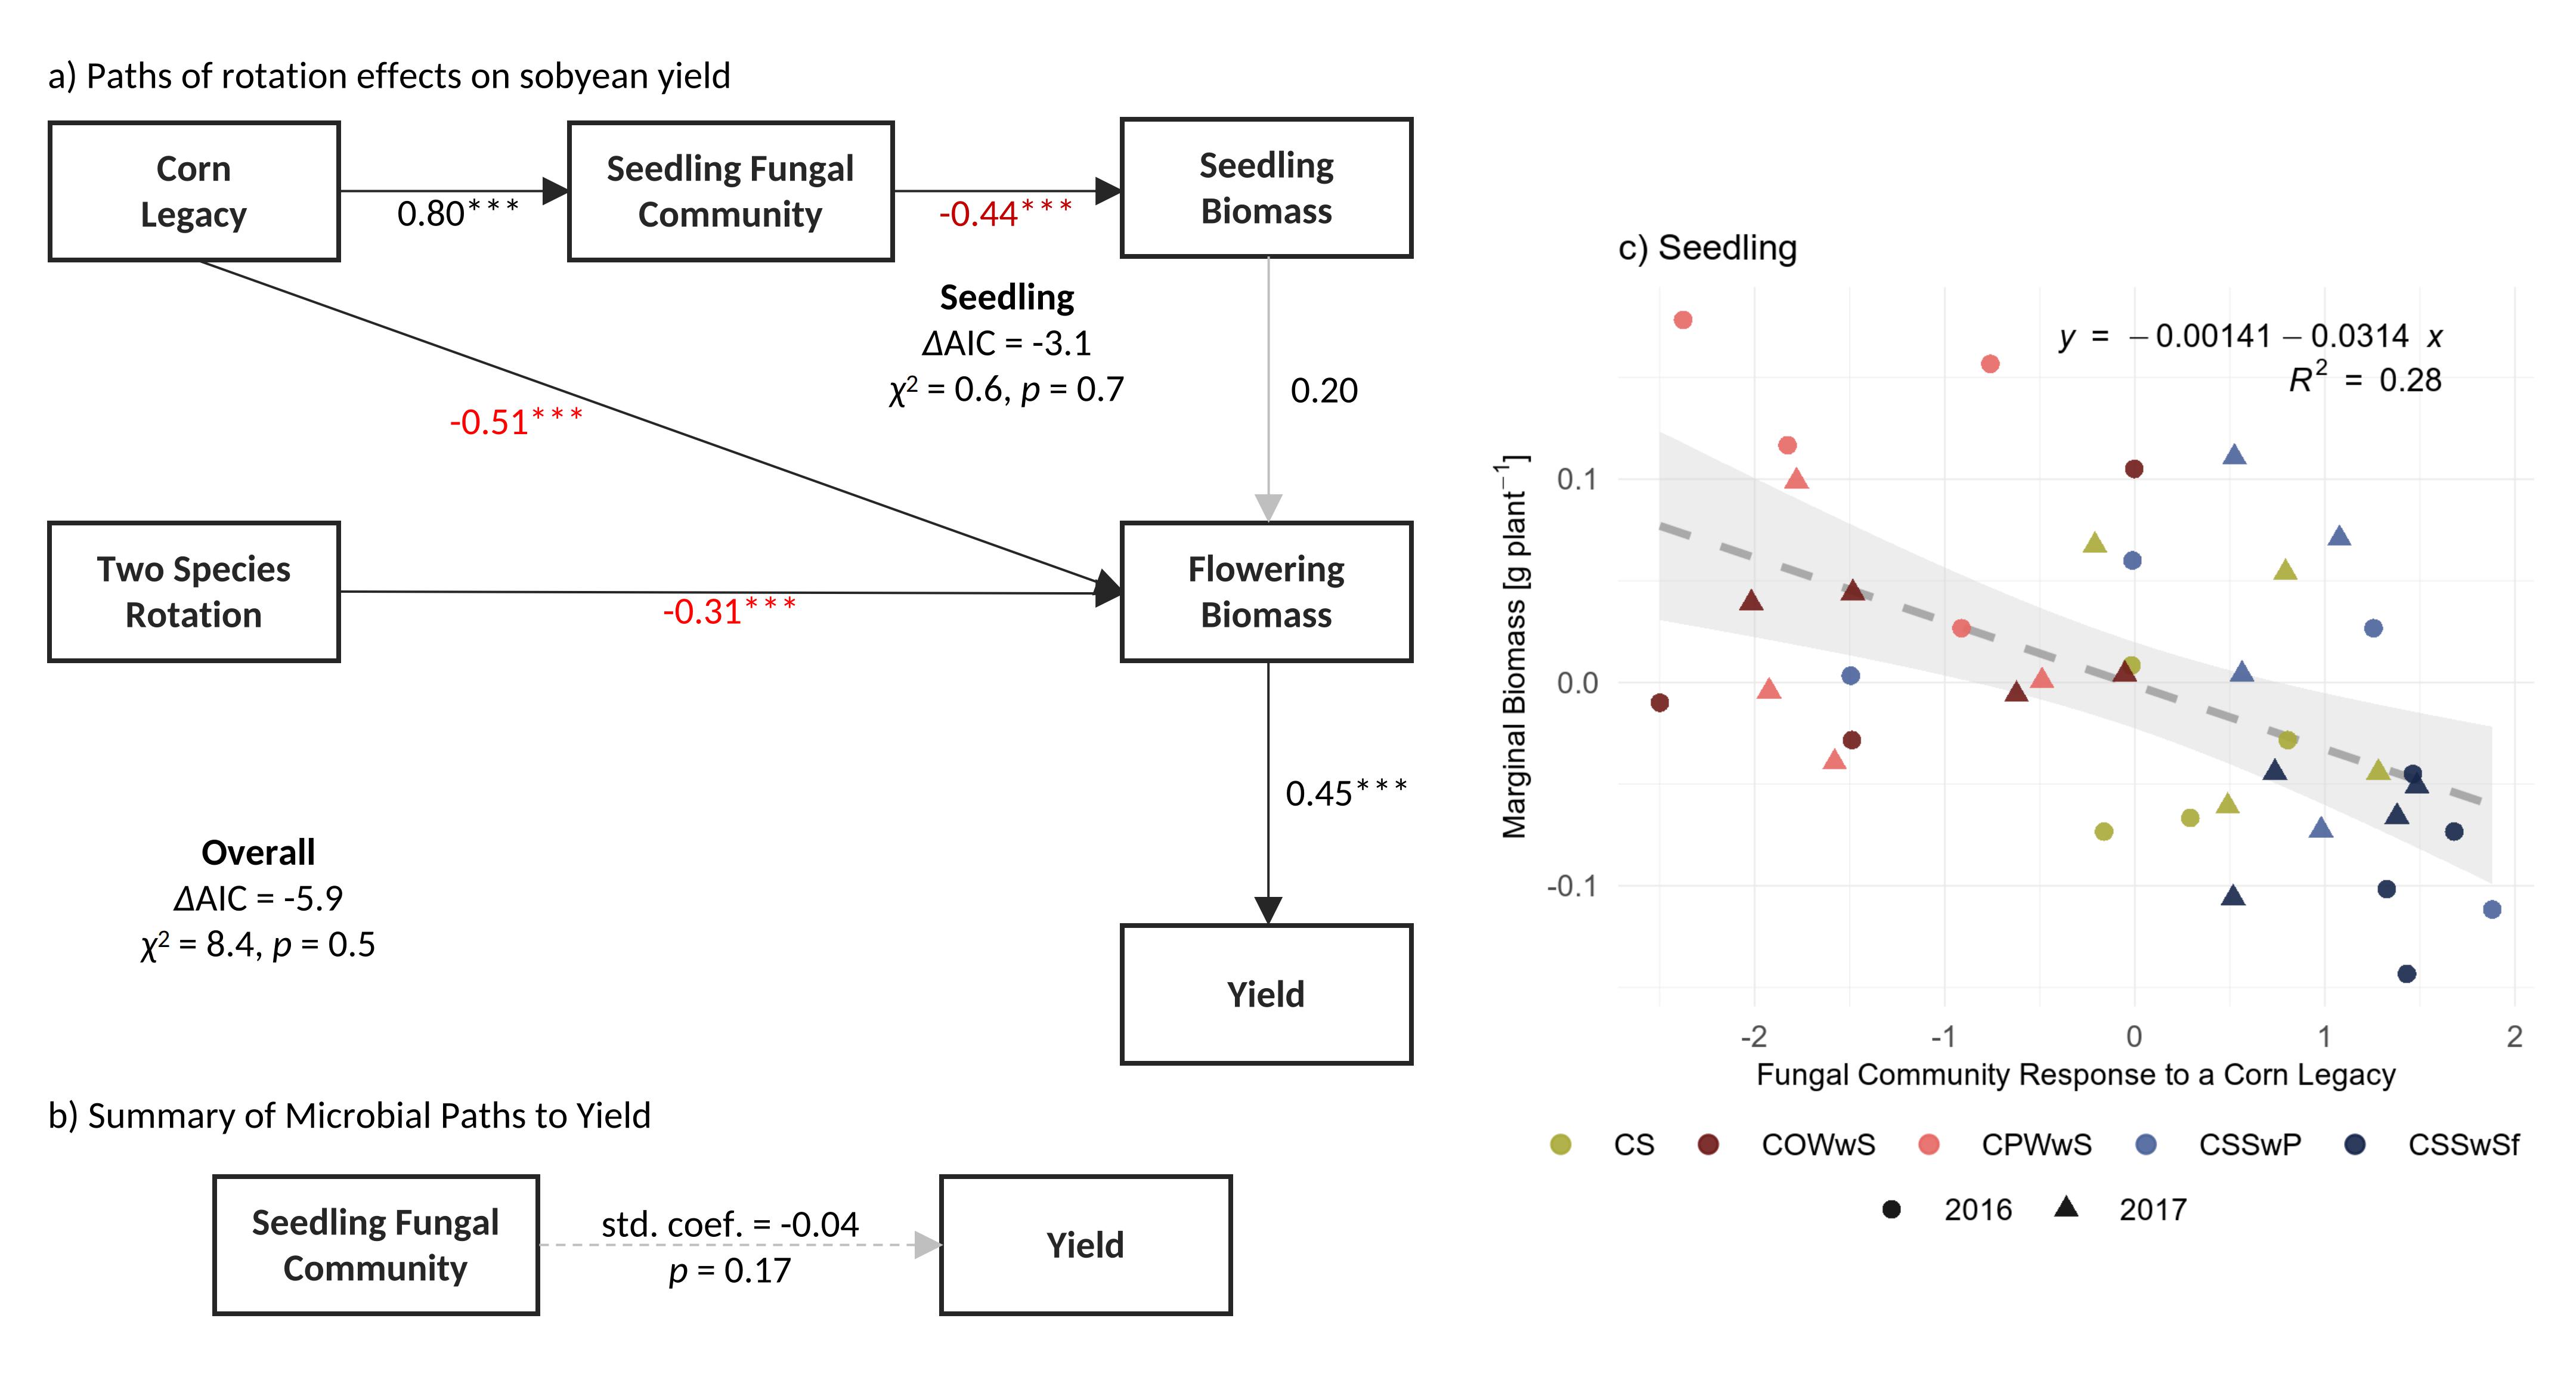 a) Paths of rotation effects on sobyean yield
Corn
Legacy
0.80***
Seedling Fungal
Community
-0.44***
Seedling
Biomass
Seedling
ΔAIC = -3.1
χ² = 0.6, p = 0.7
0.20
-0.51***
Two Species
Rotation
-0.31***
Flowering
Biomass
0.45***
Overall
ΔAIC = -5.9
χ² = 8.4, p = 0.5
Yield
b) Summary of Microbial Paths to Yield
Seedling Fungal
Community
std. coef. = -0.04
p = 0.17
Yield
c) Seedling
y = −0.00141 − 0.0314 x
R² = 0.28
Marginal Biomass [g plant⁻¹]
0.1
0.0
-0.1
-2 -1 0 1 2
Fungal Community Response to a Corn Legacy
CS COWwS CPWwS CSSwP CSSwSf
2016 2017